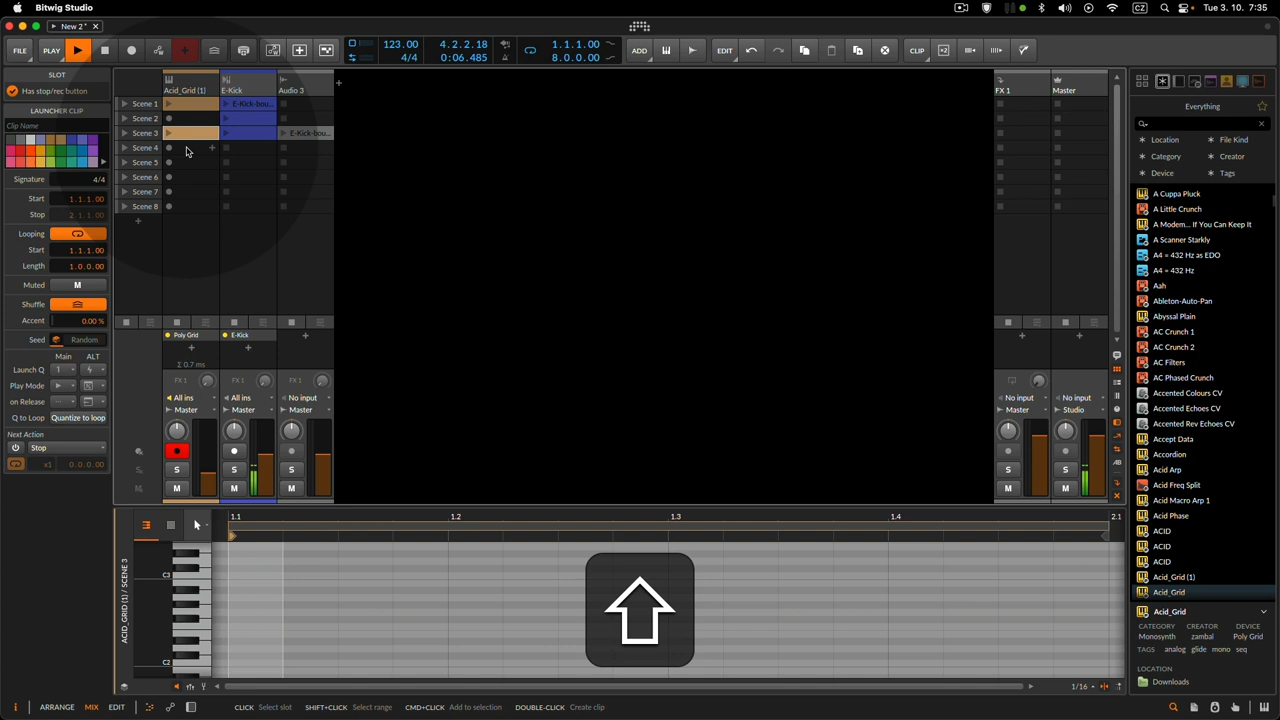 Bitwig Studio
CZ
Tue 3. 10. 7:35
New 2*
FILE
PLAY
123.00
4/4
4.2.2.18
0:06.485
1.1.1.00
8.0.0.00
ADD
EDIT
CLIP
SLOT
Has stop/rec button
LAUNCHER CLIP
Clip Name
Signature 4/4
Start 1.1.1.00
Stop 2.1.1.00
Looping
Start 1.1.1.00
Length 1.0.0.00
Muted M
Shuffle
Accent 0.00 %
Seed Random
Main ALT
Launch Q 1
Play Mode
on Release
Q to Loop Quantize to loop
Next Action
Stop
x1 0.0.0.00
Acid_Grid (1)
E-Kick
Audio 3
FX 1
Master
Scene 1
E-Kick-bou...
Scene 2
Scene 3
E-Kick-bou...
Scene 4
Scene 5
Scene 6
Scene 7
Scene 8
Poly Grid
E-Kick
Σ 0.7 ms
FX 1
FX 1
FX 1
All ins
All ins
No input
No input
No input
Master
Master
Master
Master
Studio
S
S
S
S
S
M
M
M
M
M
AB
1.1
1.2
1.3
1.4
2.1
ACID_GRID (1) / SCENE 3
C3
C2
1/16
Everything
Location
File Kind
Category
Creator
Device
Tags
A Cuppa Pluck
A Little Crunch
A Modem... If You Can Keep It
A Scanner Starkly
A4 = 432 Hz as EDO
A4 = 432 Hz
Aah
Ableton-Auto-Pan
Abyssal Plain
AC Crunch 1
AC Crunch 2
AC Filters
AC Phased Crunch
Accented Colours CV
Accented Echoes CV
Accented Rev Echoes CV
Accept Data
Accordion
Acid Arp
Acid Freq Split
Acid Macro Arp 1
Acid Phase
ACID
ACID
ACID
Acid_Grid (1)
Acid_Grid
Acid_Grid
CATEGORY CREATOR DEVICE
Monosynth zambal Poly Grid
TAGS analog glide mono seq
LOCATION
Downloads
ARRANGE MIX EDIT
CLICK Select slot SHIFT+CLICK Select range CMD+CLICK Add to selection DOUBLE-CLICK Create clip